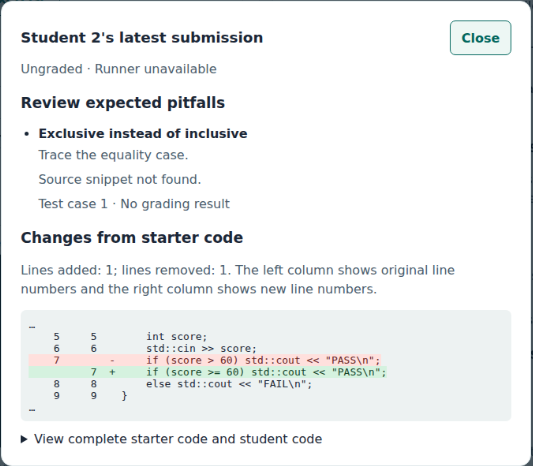 Student 2's latest submission
Close
Ungraded · Runner unavailable
Review expected pitfalls
• Exclusive instead of inclusive
Trace the equality case.
Source snippet not found.
Test case 1 · No grading result
Changes from starter code
Lines added: 1; lines removed: 1. The left column shows original line
numbers and the right column shows new line numbers.
…
5 5 int score;
6 6 std::cin >> score;
7 - if (score > 60) std::cout << "PASS\n";
7 + if (score >= 60) std::cout << "PASS\n";
8 8 else std::cout << "FAIL\n";
9 9 }
…
▶ View complete starter code and student code